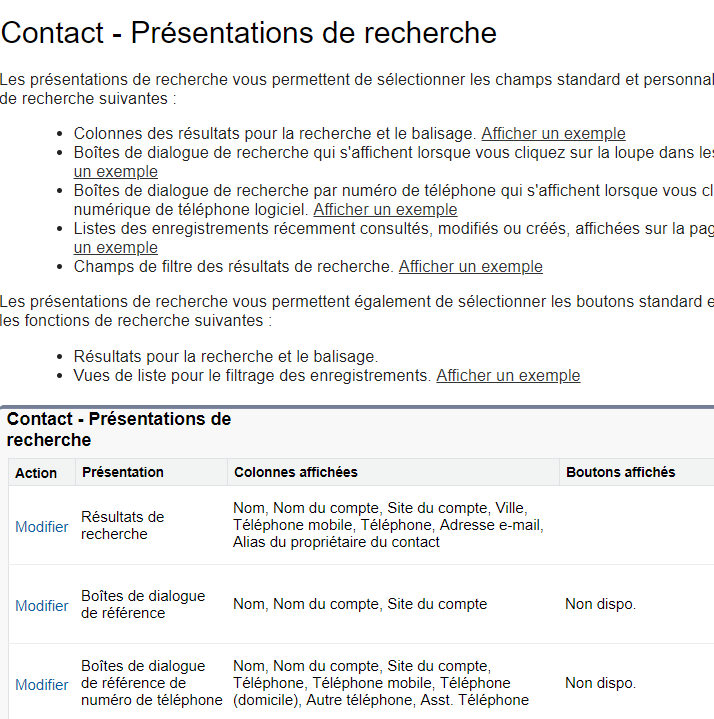 Contact - Présentations de recherche
Les présentations de recherche vous permettent de sélectionner les champs standard et
de recherche suivantes :
Colonnes des résultats pour la recherche et le balisage. Afficher un exemple
Boîtes de dialogue de recherche qui s'affichent lorsque vous cliquez sur la loupe dans
un exemple
Boîtes de dialogue de recherche par numéro de téléphone qui s'affichent lorsque vous
numérique de téléphone logiciel. Afficher un exemple
Listes des enregistrements récemment consultés, modifiés ou créés, affichées sur la
un exemple
Champs de filtre des résultats de recherche. Afficher un exemple
Les présentations de recherche vous permettent également de sélectionner les boutons standard
les fonctions de recherche suivantes :
Résultats pour la recherche et le balisage.
Vues de liste pour le filtrage des enregistrements. Afficher un exemple
Contact - Présentations de
recherche
Action Présentation Colonnes affichées Boutons affichés
Modifier
Résultats de
recherche
Nom, Nom du compte, Site du compte, Ville,
Téléphone mobile, Téléphone, Adresse e-mail,
Alias du propriétaire du contact
Modifier
Boîtes de dialogue
de référence
Nom, Nom du compte, Site du compte
Non dispo.
Modifier
Boîtes de dialogue
de référence de
numéro de téléphone
Nom, Nom du compte, Site du compte,
Téléphone, Téléphone mobile, Téléphone
(domicile), Autre téléphone, Asst. Téléphone
Non dispo.